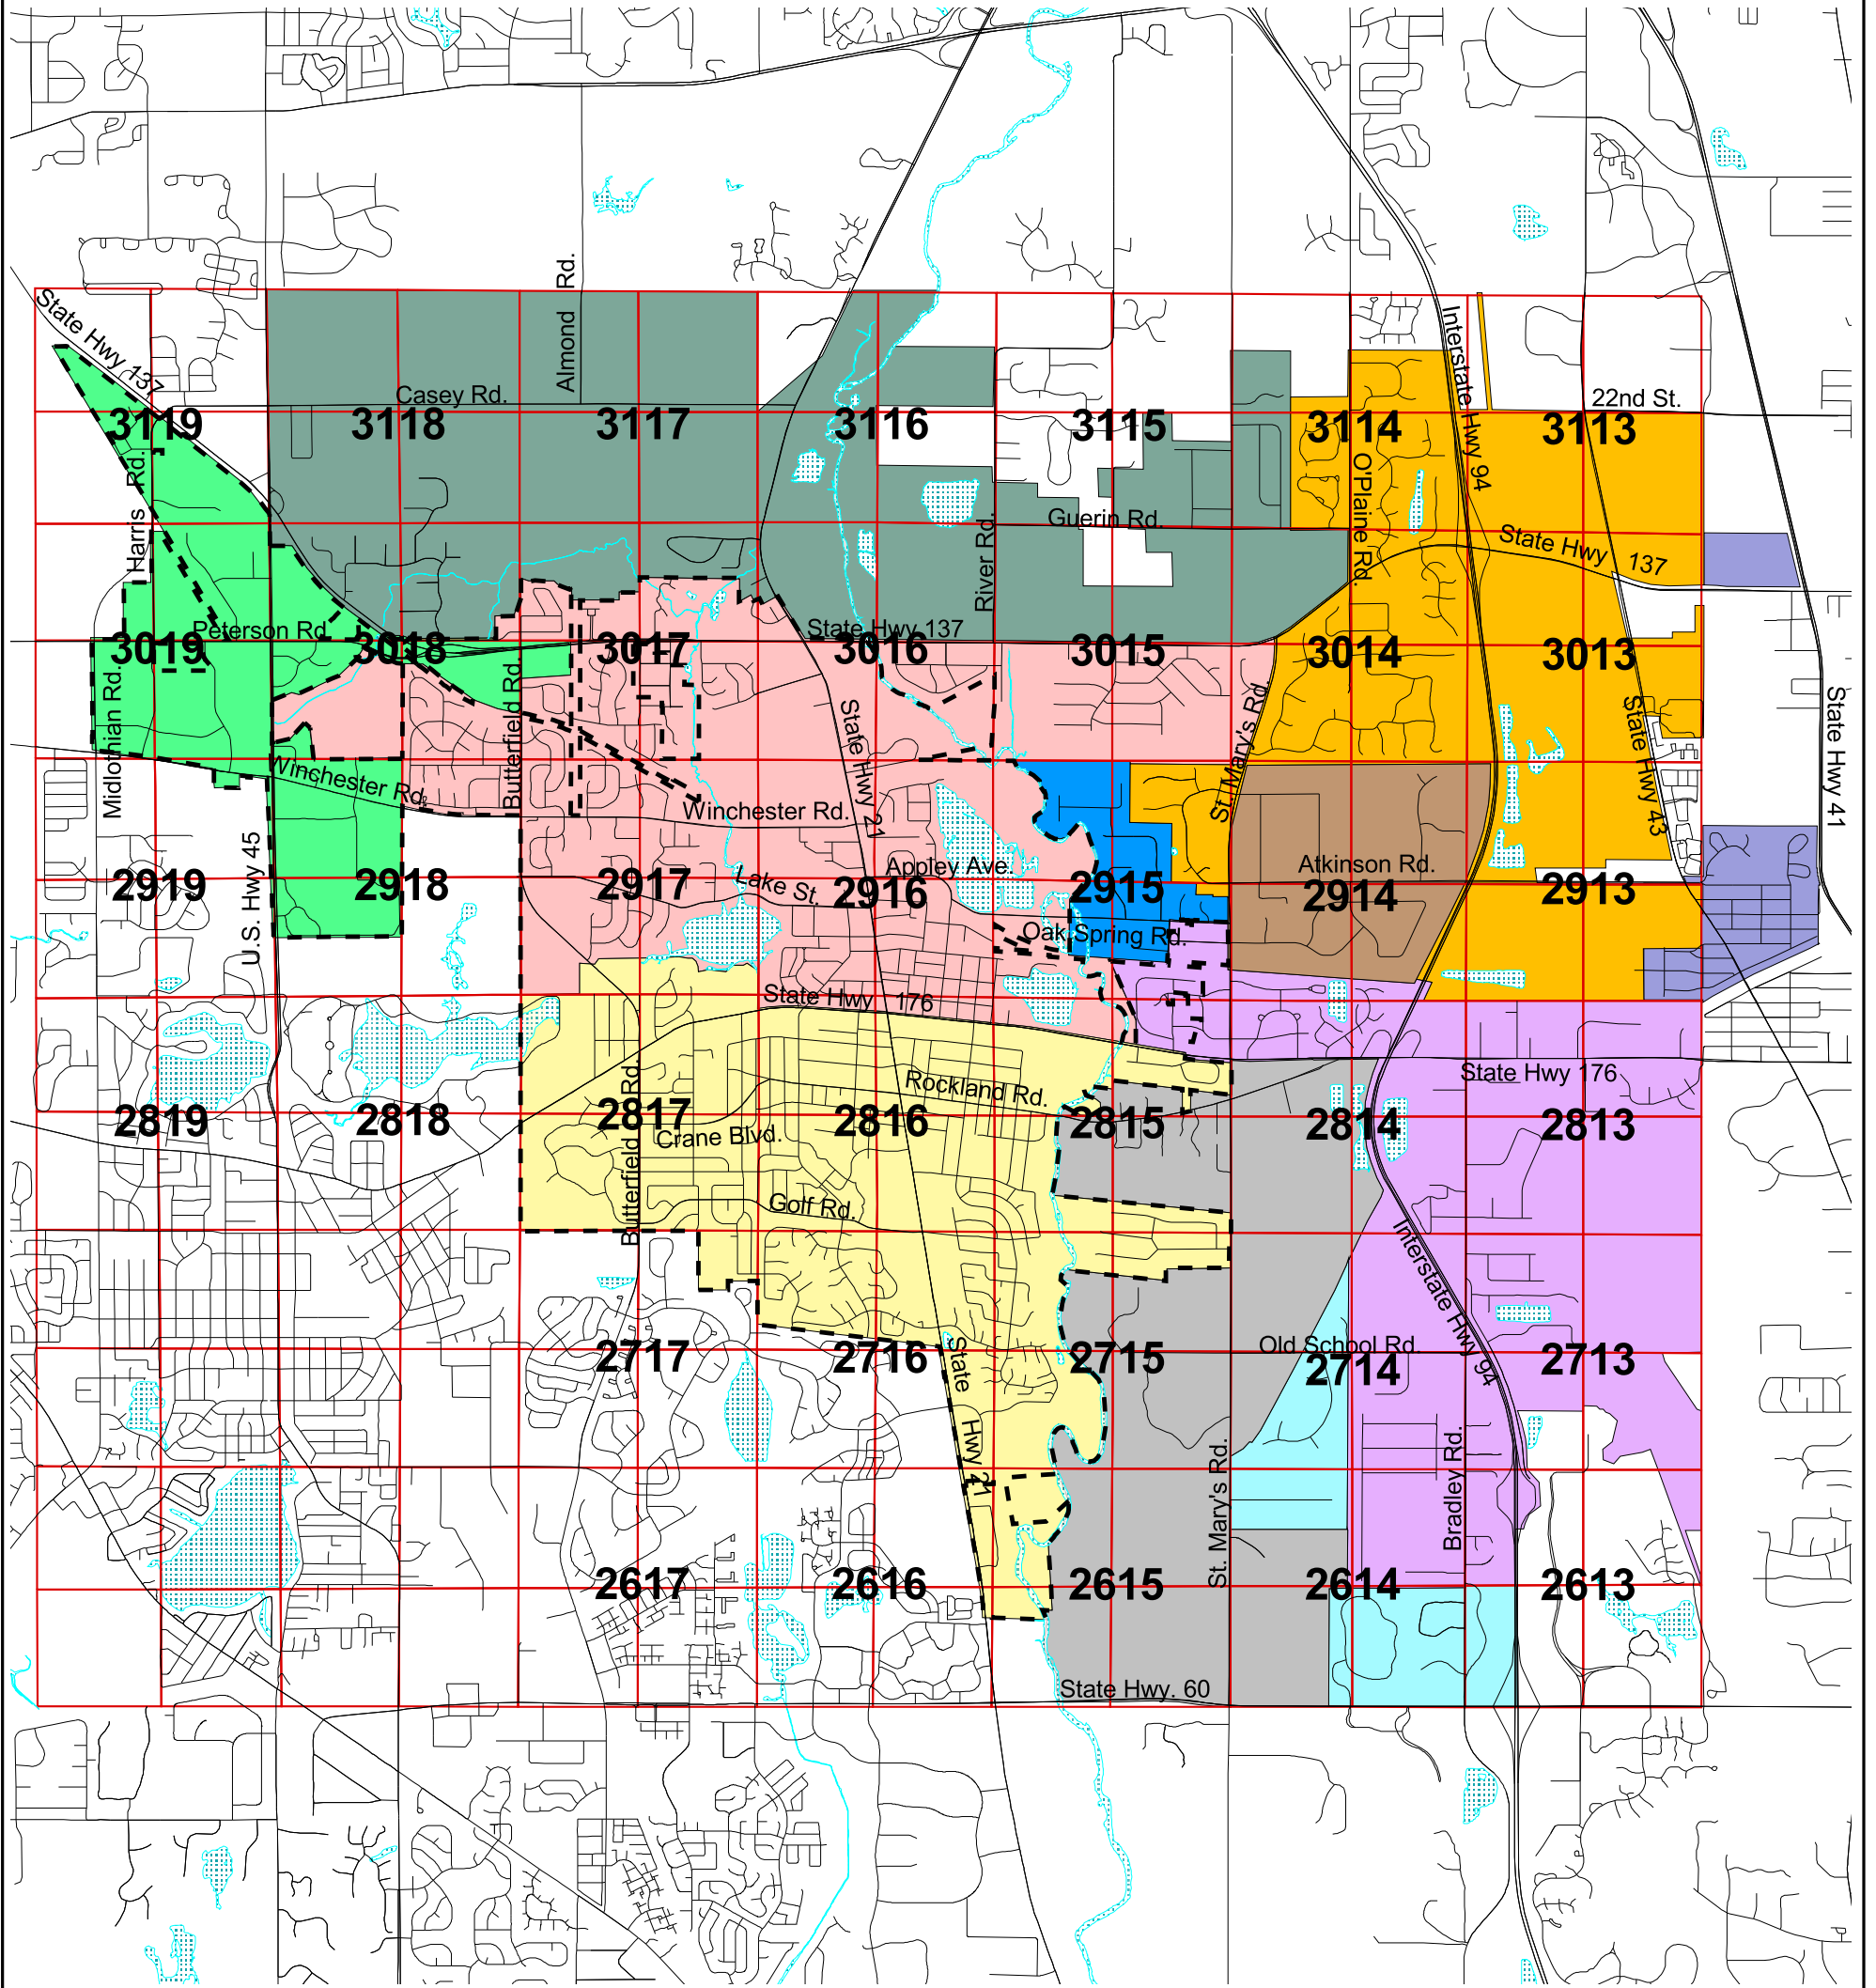 Almond Rd.
State Hwy 137
Interstate Hwy 94
Casey Rd.
22nd St.
3119
3118
3117
3116
3115
3114
3113
Harris Rd.
O'Plaine Rd.
Guerin Rd.
River Rd.
State Hwy 137
Peterson Rd
State Hwy 137
3019
3018
3017
3016
3015
3014
3013
Midlothian Rd.
Butterfield Rd.
State Hwy 21
St. Mary's Rd.
State Hwy 43
State Hwy 41
Winchester Rd.
Winchester Rd.
U.S. Hwy 45
Lake St.
Appley Ave.
Atkinson Rd.
2919
2918
2917
2916
2915
2914
2913
Oak Spring Rd.
State Hwy 176
State Hwy 176
Rockland Rd.
2819
2818
2817
2816
2815
2814
2813
Butterfield Rd.
Crane Blvd.
Golf Rd.
Interstate Hwy 94
Old School Rd.
2717
2716
2715
2714
2713
State Hwy 21
St. Mary's Rd.
Bradley Rd.
2617
2616
2615
2614
2613
State Hwy. 60